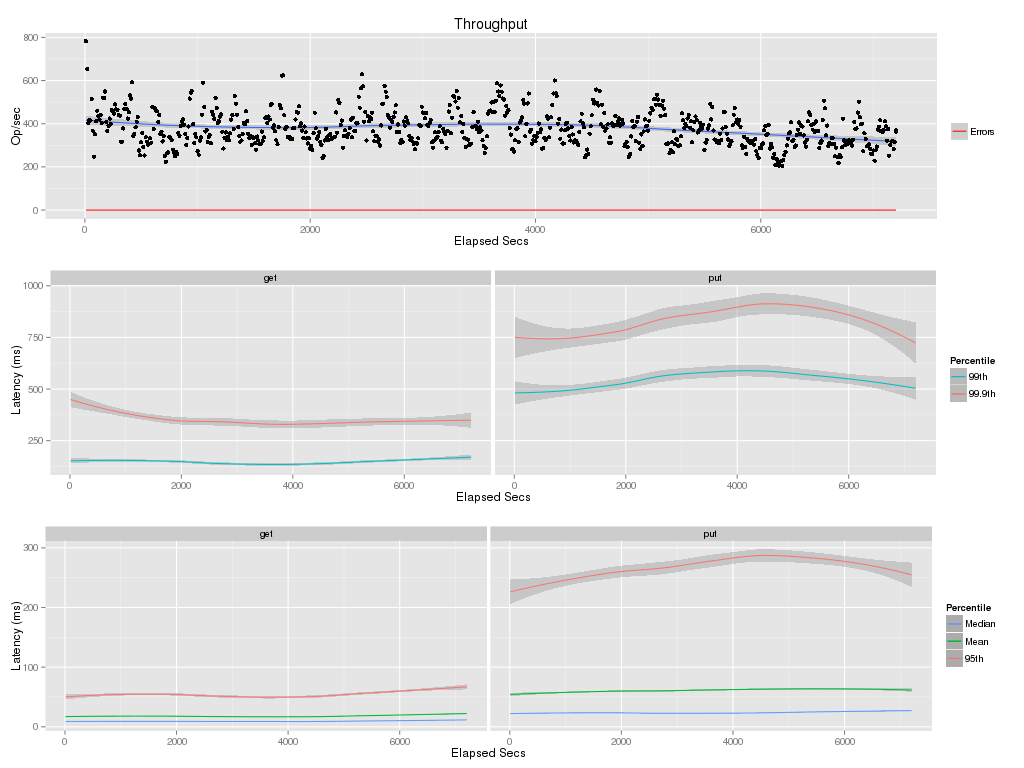 Throughput
800
600
400
200
0
Op/sec
0 2000 4000 6000
Elapsed Secs
Errors
get put
1000
750
500
250
Latency (ms)
0 2000 4000 6000 0 2000 4000 6000
Elapsed Secs
Percentile
99th
99.9th
get put
300
200
100
0
Latency (ms)
0 2000 4000 6000 0 2000 4000 6000
Elapsed Secs
Percentile
Median
Mean
95th